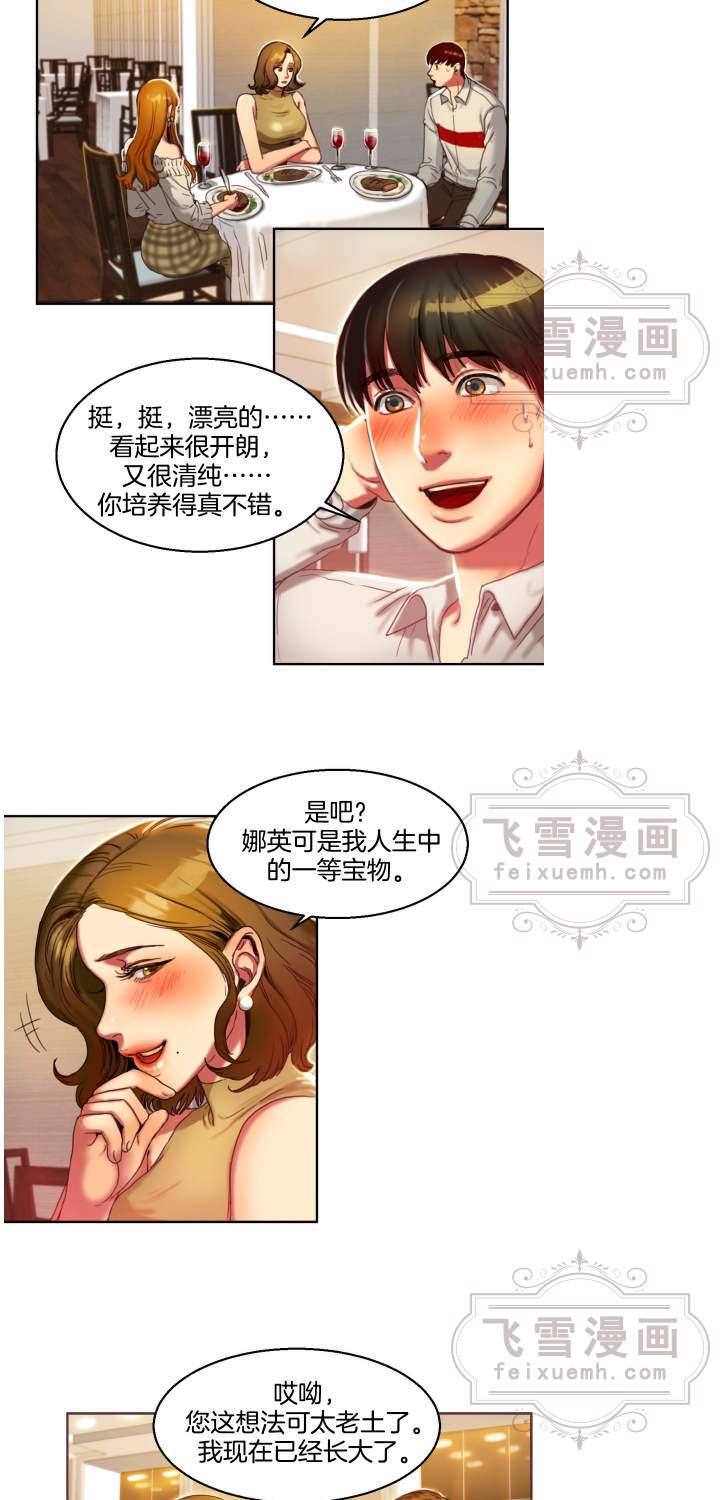 飞雪漫画
feixuemh.com
挺，挺，漂亮的……
看起来很开朗，
又很清纯……
你培养得真不错。
是吧？
娜英可是我人生中
的一等宝物。
飞雪漫画
feixuemh.com
飞雪漫画
feixuemh.com
哎呦，
您这想法可太老土了。
我现在已经长大了。